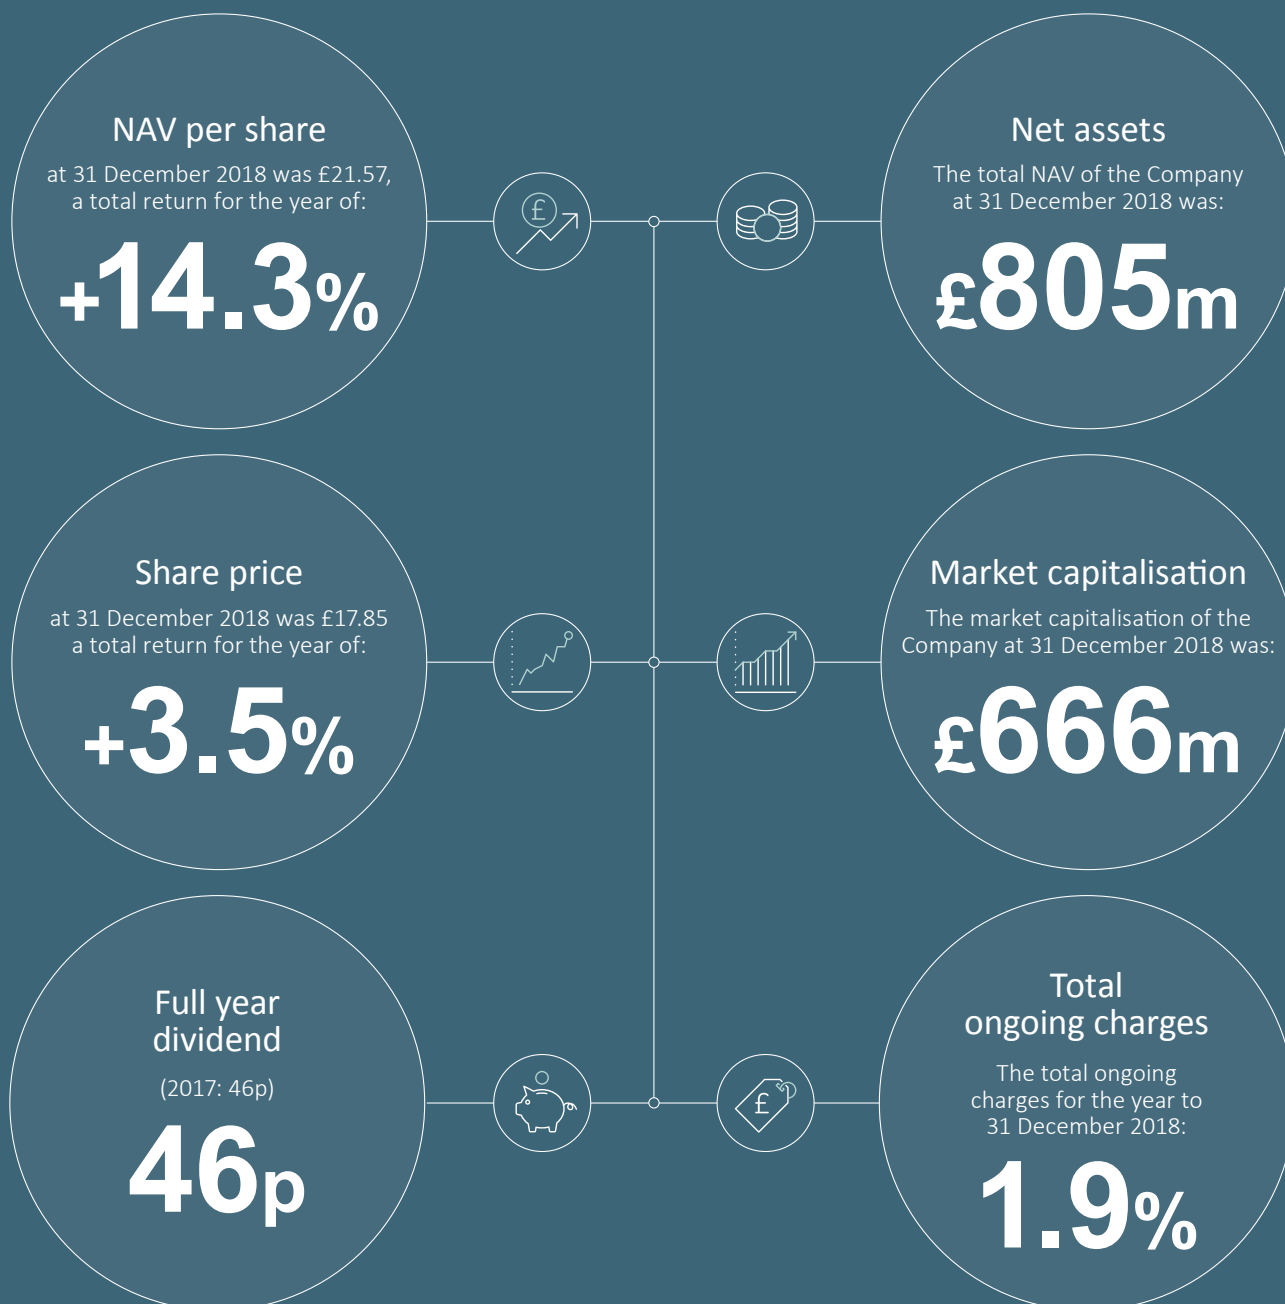 NAV per share
at 31 December 2018 was £21.57,
a total return for the year of:
+14.3%
£
Net assets
The total NAV of the Company
at 31 December 2018 was:
£805m
Share price
at 31 December 2018 was £17.85
a total return for the year of:
+3.5%
Market capitalisation
The market capitalisation of the
Company at 31 December 2018 was:
£666m
Full year
dividend
(2017: 46p)
46p
£
Total
ongoing charges
The total ongoing
charges for the year to
31 December 2018:
1.9%